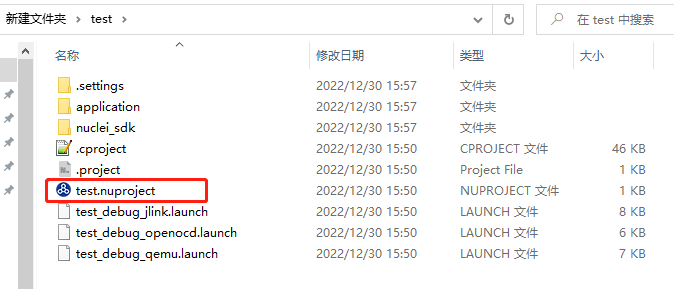 新建文件夹 › test ›
在 test 中搜索
名称 修改日期 类型 大小
.settings 2022/12/30 15:57 文件夹
application 2022/12/30 15:57 文件夹
nuclei_sdk 2022/12/30 15:57 文件夹
.cproject 2022/12/30 15:50 CPROJECT 文件 46 KB
.project 2022/12/30 15:50 Project File 1 KB
test.nuproject 2022/12/30 15:50 NUPROJECT 文件 1 KB
test_debug_jlink.launch 2022/12/30 15:50 LAUNCH 文件 8 KB
test_debug_openocd.launch 2022/12/30 15:50 LAUNCH 文件 6 KB
test_debug_qemu.launch 2022/12/30 15:50 LAUNCH 文件 7 KB